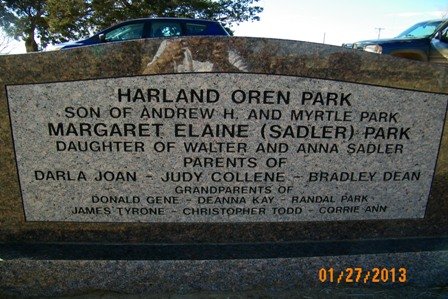 HARLAND OREN PARK
SON OF ANDREW H. AND MYRTLE PARK
MARGARET ELAINE (SADLER) PARK
DAUGHTER OF WALTER AND ANNA SADLER
PARENTS OF
DARLA JOAN - JUDY COLLENE - BRADLEY DEAN
GRANDPARENTS OF
DONALD GENE - DEANNA KAY - RANDAL PARK
JAMES TYRONE - CHRISTOPHER TODD - CORRIE ANN
01/27/2013